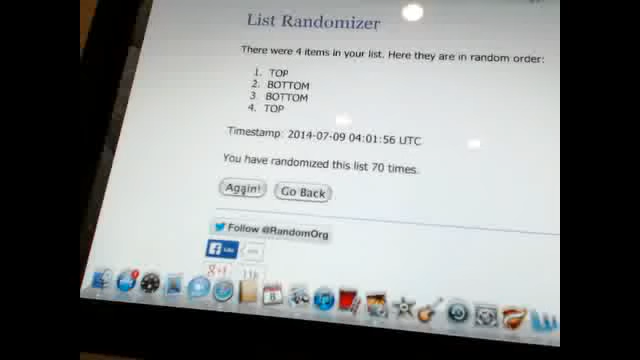 List Randomizer
There were 4 items in your list. Here they are in random order:
1. TOP
2. BOTTOM
3. BOTTOM
4. TOP
Timestamp: 2014-07-09 04:01:56 UTC
You have randomized this list 70 times.
Again! Go Back
Follow @RandomOrg
Like
8+1 11k
8